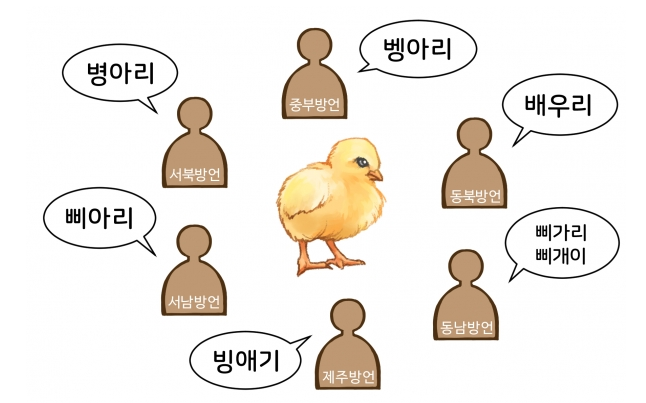 벵아리
중부방언
병아리
서북방언
배우리
동북방언
삐아리
서남방언
삐가리
삐개이
동남방언
빙애기
제주방언